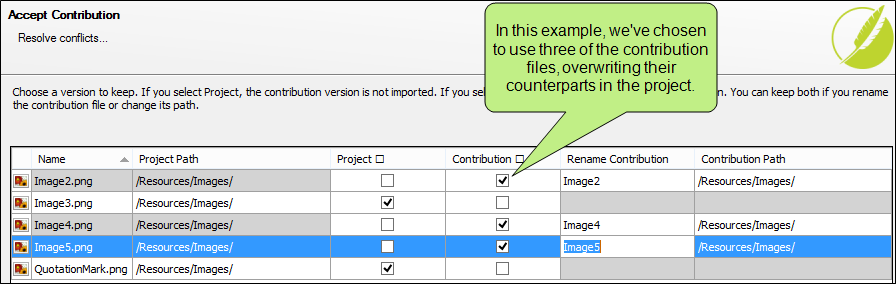 Accept Contribution
Resolve conflicts...
In this example, we've chosen
to use three of the contribution
files, overwriting their
counterparts in the project.
Choose a version to keep. If you select Project, the contribution version is not imported. If you sel n. You can keep both if you rename
the contribution file or change its path.
Name Project Path Project Contribution Rename Contribution Contribution Path
Image2.png /Resources/Images/ Image2 /Resources/Images/
Image3.png /Resources/Images/
Image4.png /Resources/Images/ Image4 /Resources/Images/
Image5.png /Resources/Images/ Image5 /Resources/Images/
QuotationMark.png /Resources/Images/